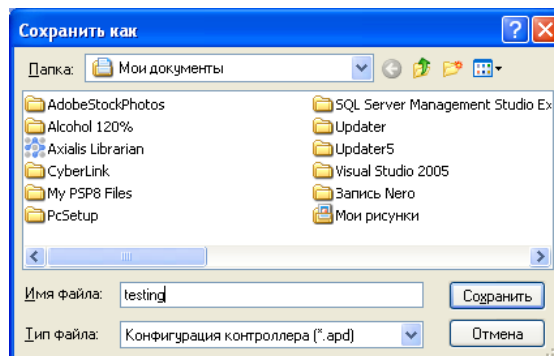 Сохранить как
Папка: Мои документы
AdobeStockPhotos
Alcohol 120%
Axialis Librarian
CyberLink
My PSP8 Files
PcSetup
SQL Server Management Studio Ex
Updater
Updater5
Visual Studio 2005
Запись Nero
Мои рисунки
Имя файла: testing Сохранить
Тип файла: Конфигурация контроллера (*.apd) Отмена